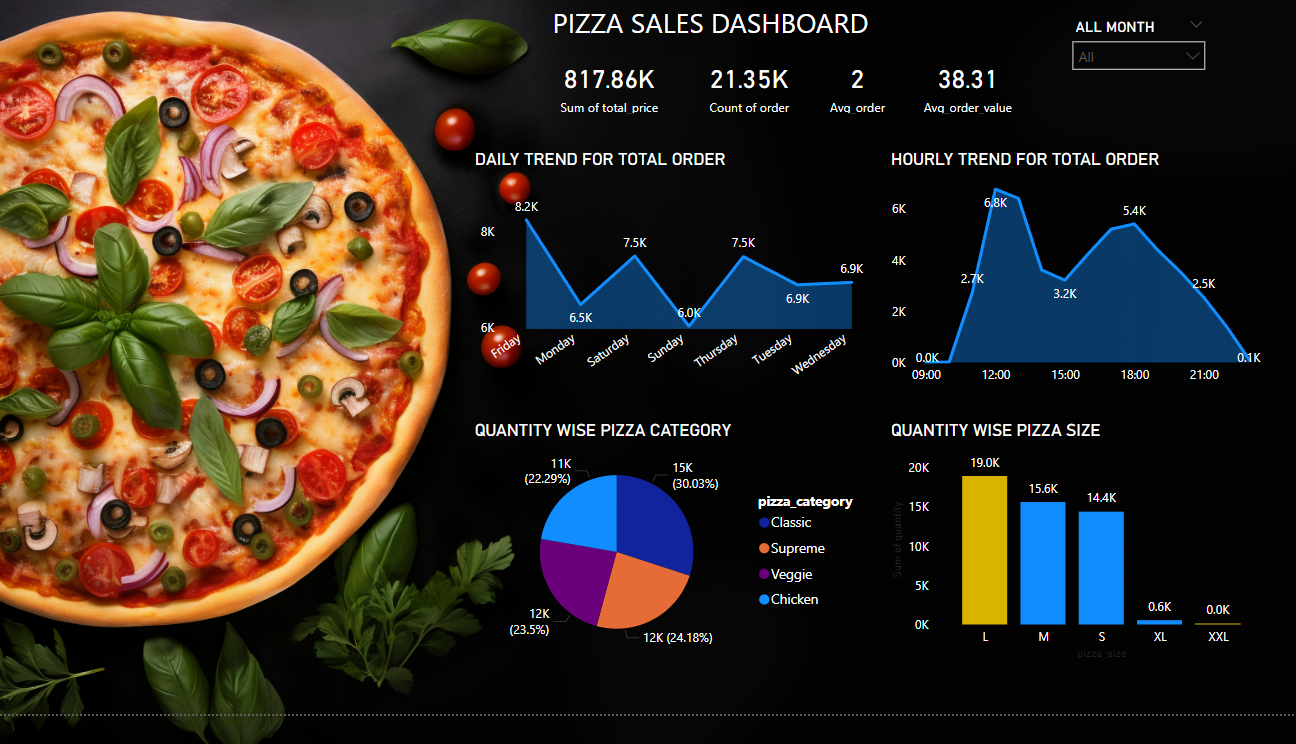 PIZZA SALES DASHBOARD
ALL MONTH
All
817.86K
Sum of total_price
21.35K
Count of order
2
Avg_order
38.31
Avg_order_value
DAILY TREND FOR TOTAL ORDER
8K
6K
8.2K
6.5K
7.5K
6.0K
7.5K
6.9K
6.9K
Friday
Monday
Saturday
Sunday
Thursday
Tuesday
Wednesday
HOURLY TREND FOR TOTAL ORDER
6K
4K
2K
0K
0.0K
2.7K
6.8K
3.2K
5.4K
2.5K
0.1K
09:00
12:00
15:00
18:00
21:00
QUANTITY WISE PIZZA CATEGORY
15K
(30.03%)
12K (24.18%)
12K
(23.5%)
11K
(22.29%)
pizza_category
Classic
Supreme
Veggie
Chicken
QUANTITY WISE PIZZA SIZE
Sum of quantity
20K
15K
10K
5K
0K
19.0K
15.6K
14.4K
0.6K
0.0K
L
M
S
XL
XXL
pizza_size